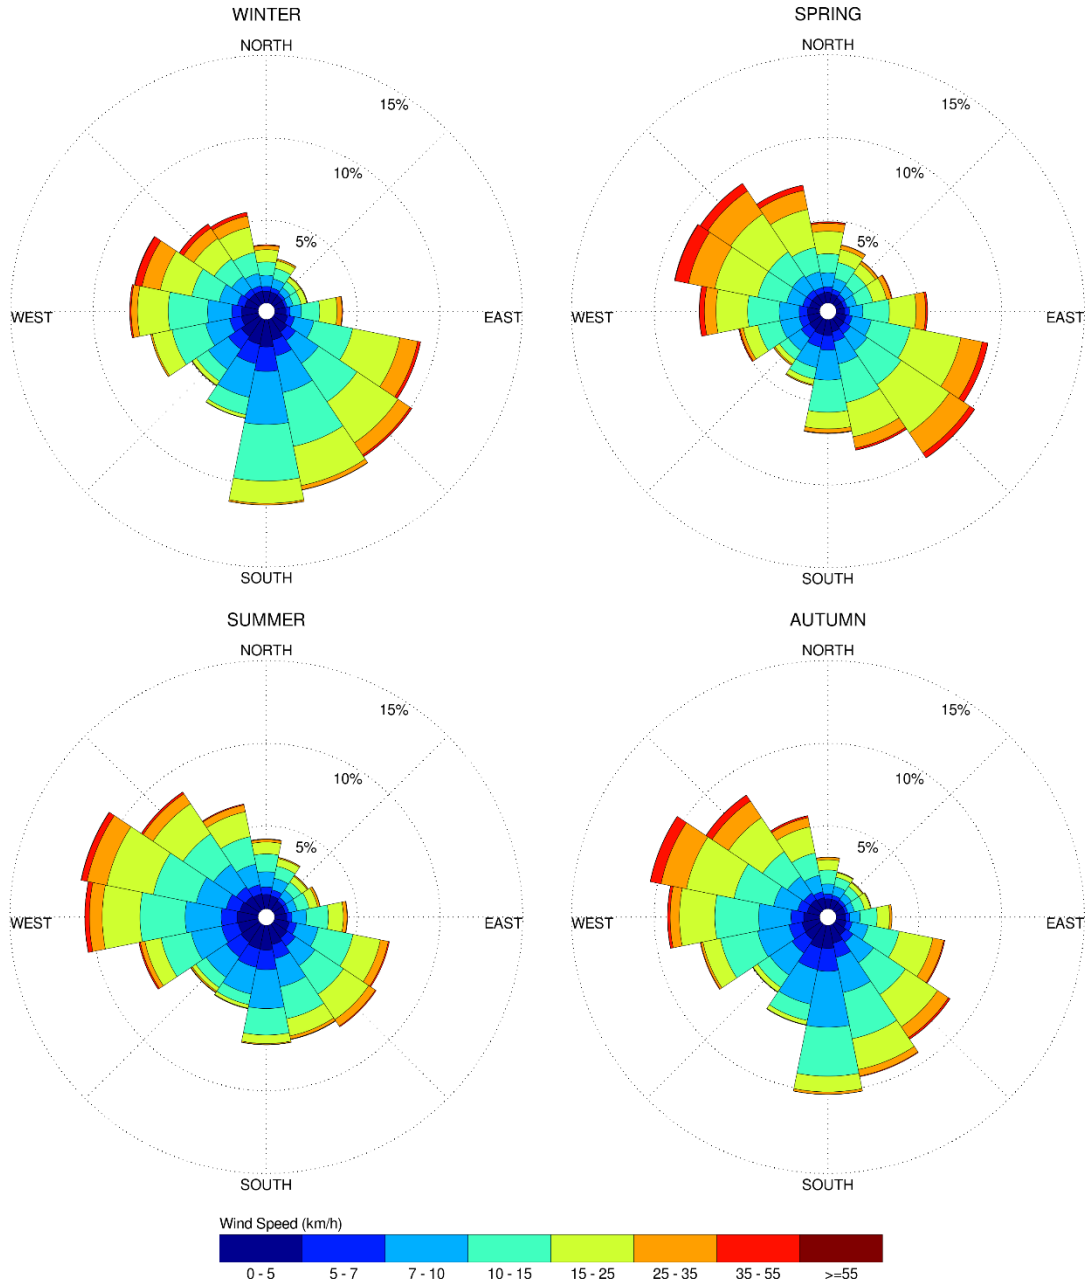 WINTER
NORTH
15%
10%
5%
WEST
EAST
SOUTH
SPRING
NORTH
15%
10%
5%
WEST
EAST
SOUTH
SUMMER
NORTH
15%
10%
5%
WEST
EAST
SOUTH
AUTUMN
NORTH
15%
10%
5%
WEST
EAST
SOUTH
Wind Speed (km/h)
0 - 5 5 - 7 7 - 10 10 - 15 15 - 25 25 - 35 35 - 55 >=55